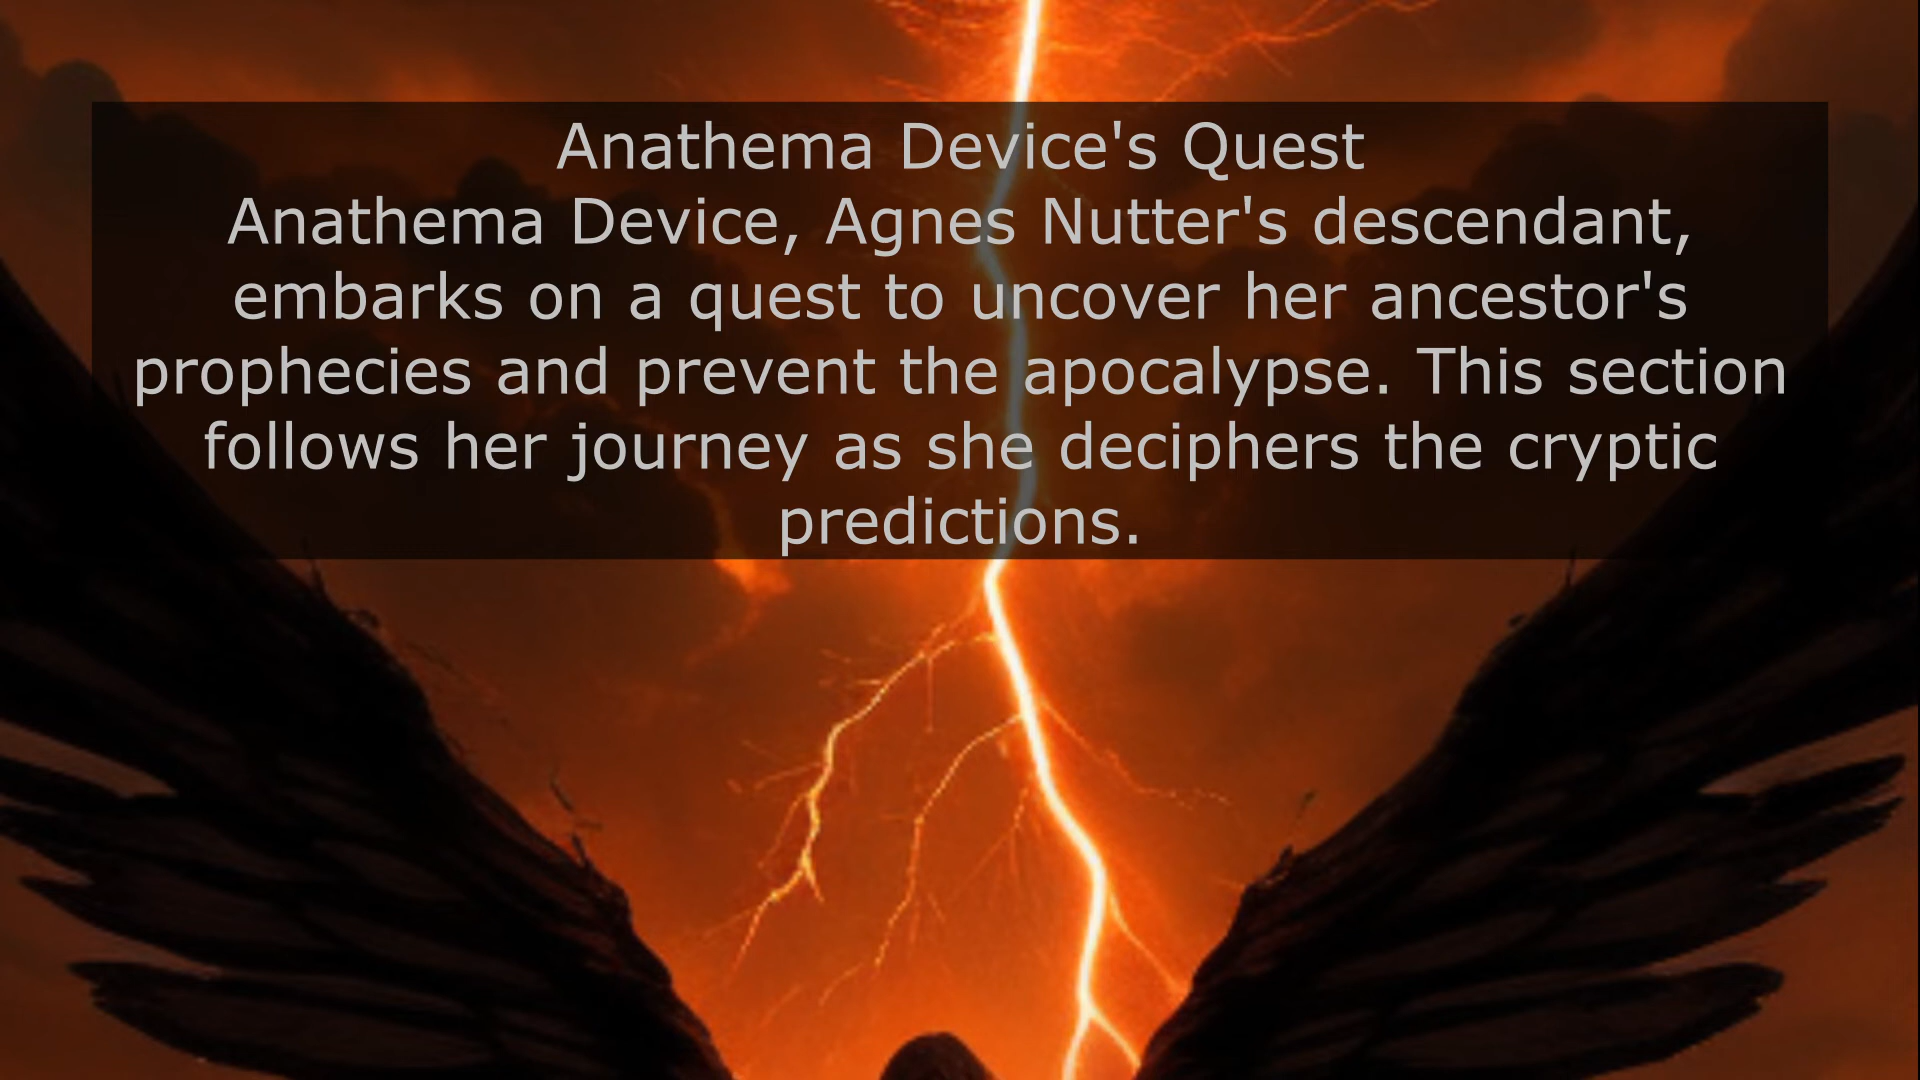 Anathema Device's Quest
Anathema Device, Agnes Nutter's descendant,
embarks on a quest to uncover her ancestor's
prophecies and prevent the apocalypse. This section
follows her journey as she deciphers the cryptic
predictions.